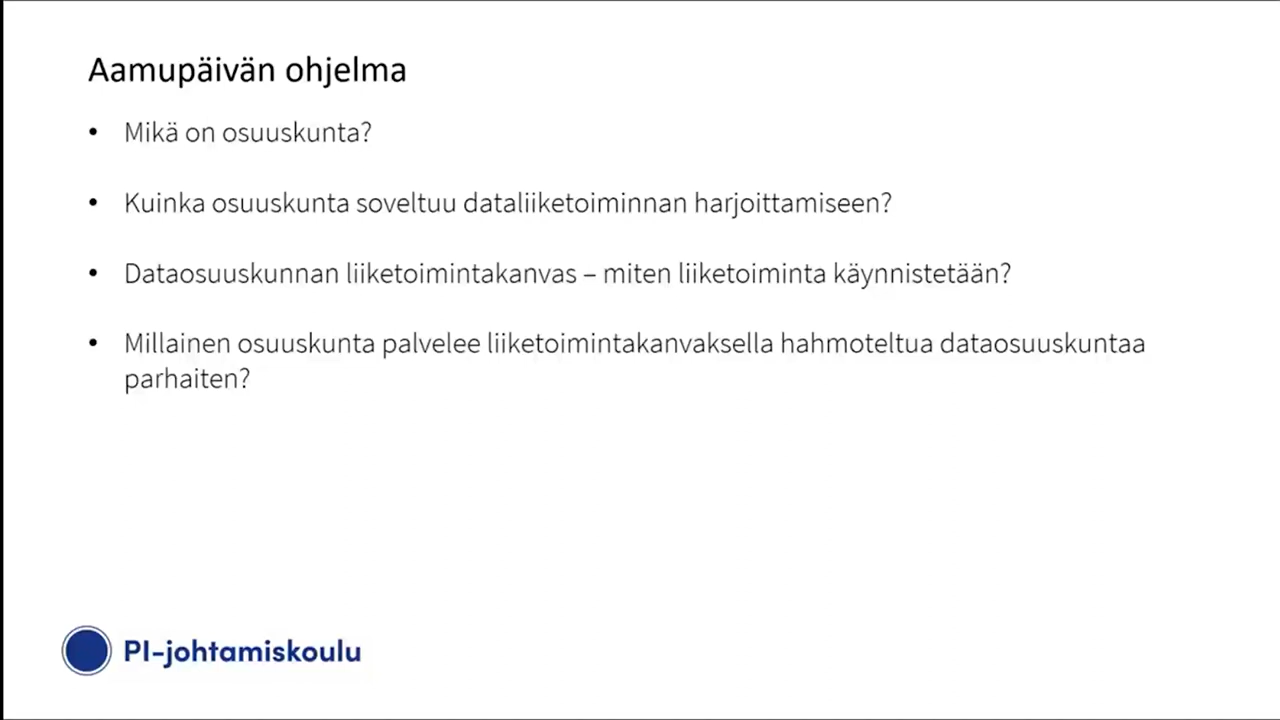 Aamupäivän ohjelma
• Mikä on osuuskunta?
• Kuinka osuuskunta soveltuu dataliiketoiminnan harjoittamiseen?
• Dataosuuskunnan liiketoimintakanvas – miten liiketoiminta käynnistetään?
• Millainen osuuskunta palvelee liiketoimintakanvaksella hahmoteltua dataosuuskuntaa
parhaiten?
PI-johtamiskoulu